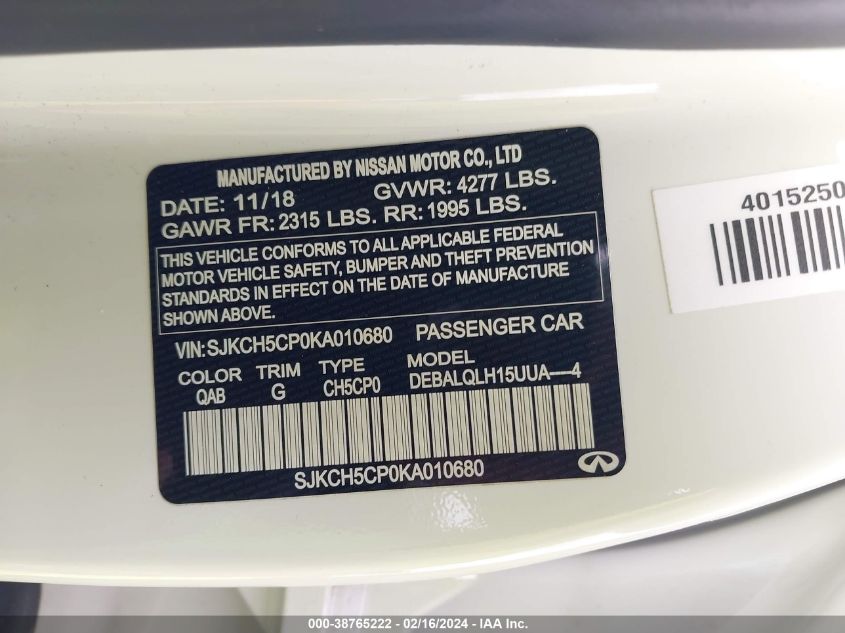 MANUFACTURED BY NISSAN MOTOR CO., LTD
DATE: 11/18 GVWR: 4277 LBS.
GAWR FR: 2315 LBS. RR: 1995 LBS.
THIS VEHICLE CONFORMS TO ALL APPLICABLE FEDERAL
MOTOR VEHICLE SAFETY, BUMPER AND THEFT PREVENTION
STANDARDS IN EFFECT ON THE DATE OF MANUFACTURE
SHOWN ABOVE.
VIN:SJKCH5CP0KA010680 PASSENGER CAR
COLOR TRIM TYPE MODEL
QAB G CH5CP0 DEBALQLH15UUA—4
SJKCH5CP0KA010680
4015250
000-38765222 - 02/16/2024 - IAA Inc.